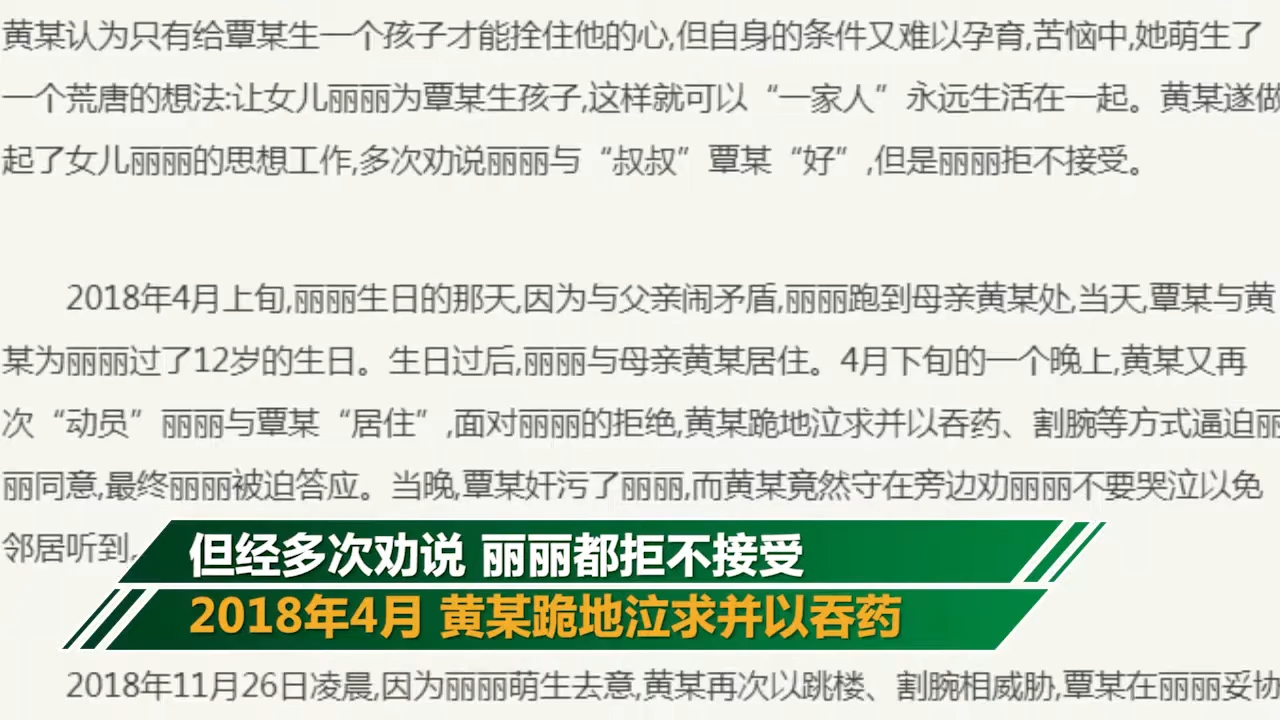 黄某认为只有给覃某生一个孩子才能拴住他的心,但自身的条件又难以孕育,苦恼中,她萌生了
一个荒唐的想法:让女儿丽丽为覃某生孩子,这样就可以“一家人”永远生活在一起。黄某遂做
起了女儿丽丽的思想工作,多次劝说丽丽与“叔叔”覃某“好”,但是丽丽拒不接受。
2018年4月上旬,丽丽生日的那天,因为与父亲闹矛盾,丽丽跑到母亲黄某处,当天,覃某与黄
某为丽丽过了12岁的生日。生日过后,丽丽与母亲黄某居住。4月下旬的一个晚上,黄某又再
次“动员”丽丽与覃某“居住”,面对丽丽的拒绝,黄某跪地泣求并以吞药、割腕等方式逼迫丽
丽同意,最终丽丽被迫答应。当晚,覃某奸污了丽丽,而黄某竟然守在旁边劝丽丽不要哭泣以免
邻居听到。
但经多次劝说 丽丽都拒不接受
2018年4月 黄某跪地泣求并以吞药
2018年11月26日凌晨,因为丽丽萌生去意,黄某再次以跳楼、割腕相威胁,覃某在丽丽妥协